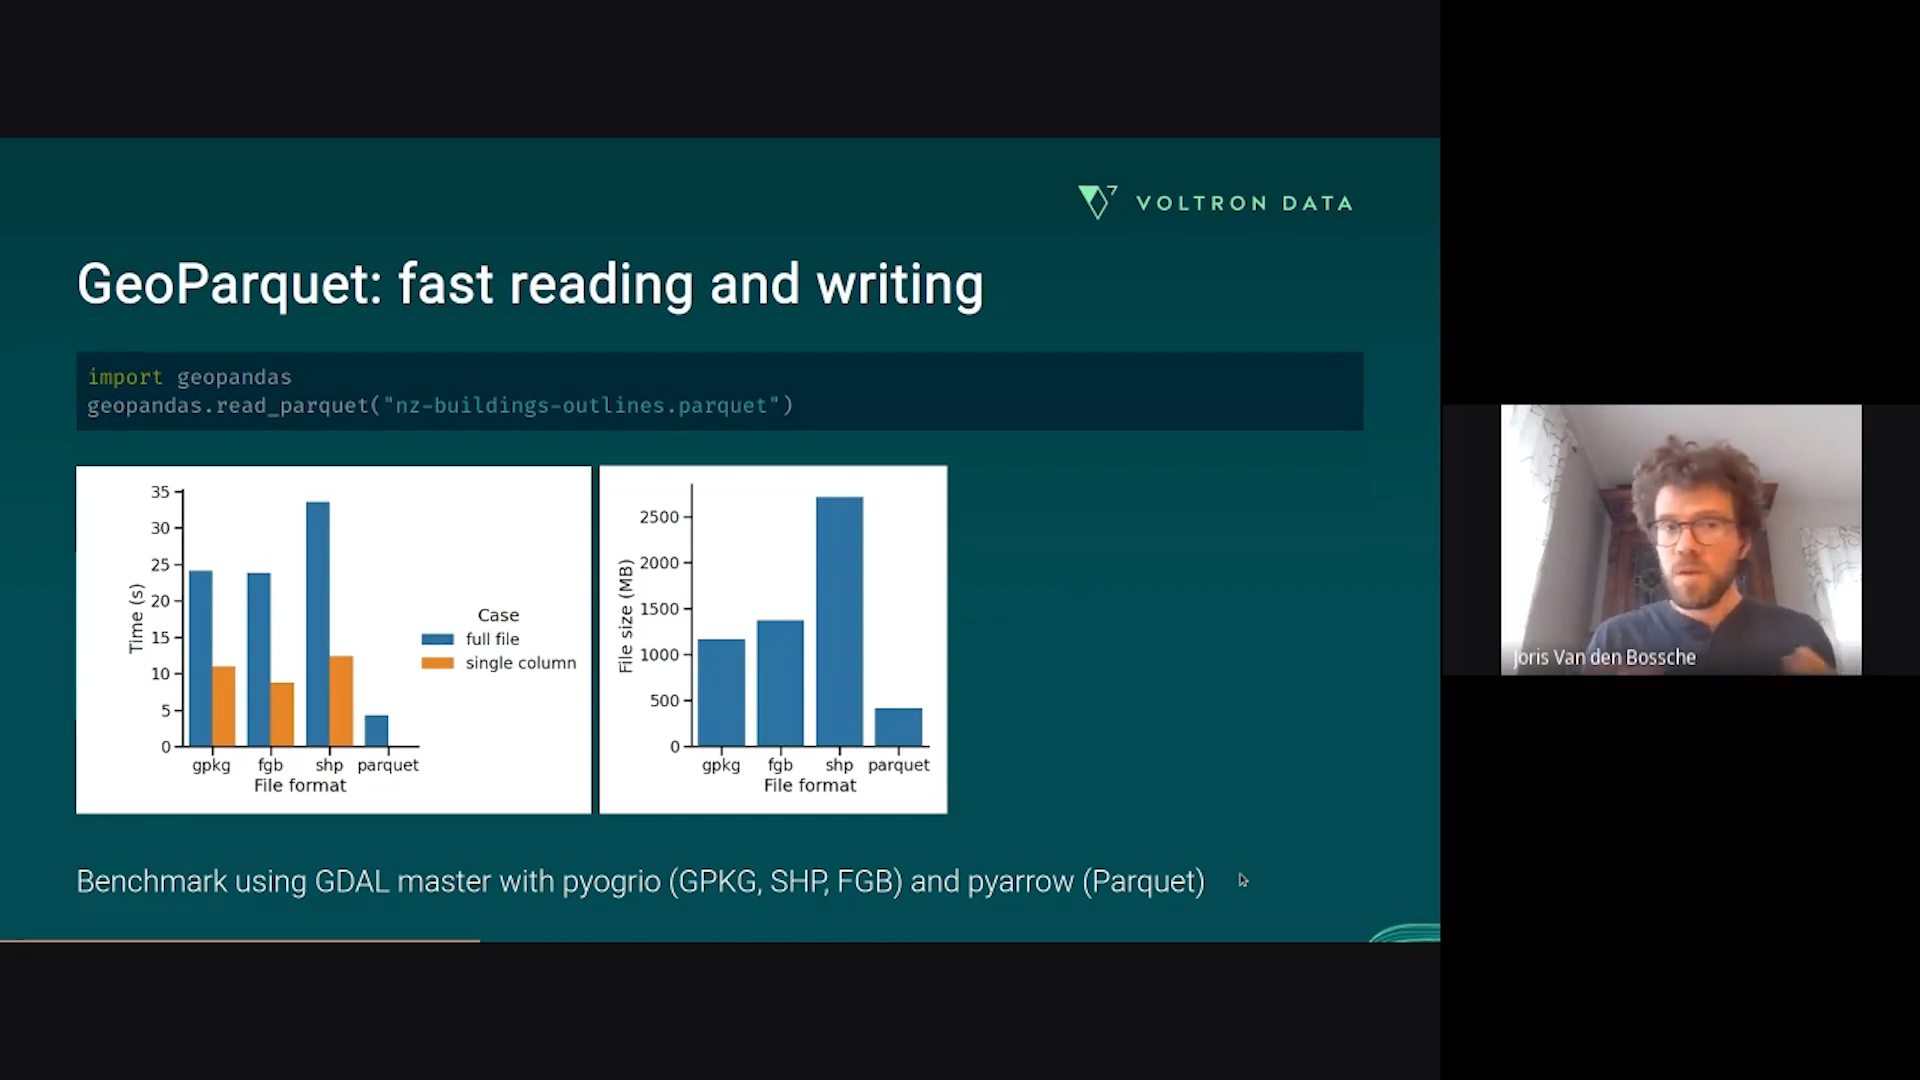 VOLTRON DATA
GeoParquet: fast reading and writing
import geopandas
geopandas.read_parquet("nz-buildings-outlines.parquet")
35
30
25
20
15
10
5
0
Time (s)
gpkg fgb shp parquet
File format
Case
full file
single column
2500
2000
1500
1000
500
0
File size (MB)
gpkg fgb shp parquet
File format
Benchmark using GDAL master with pyogrio (GPKG, SHP, FGB) and pyarrow (Parquet)
Joris Van den Bossche